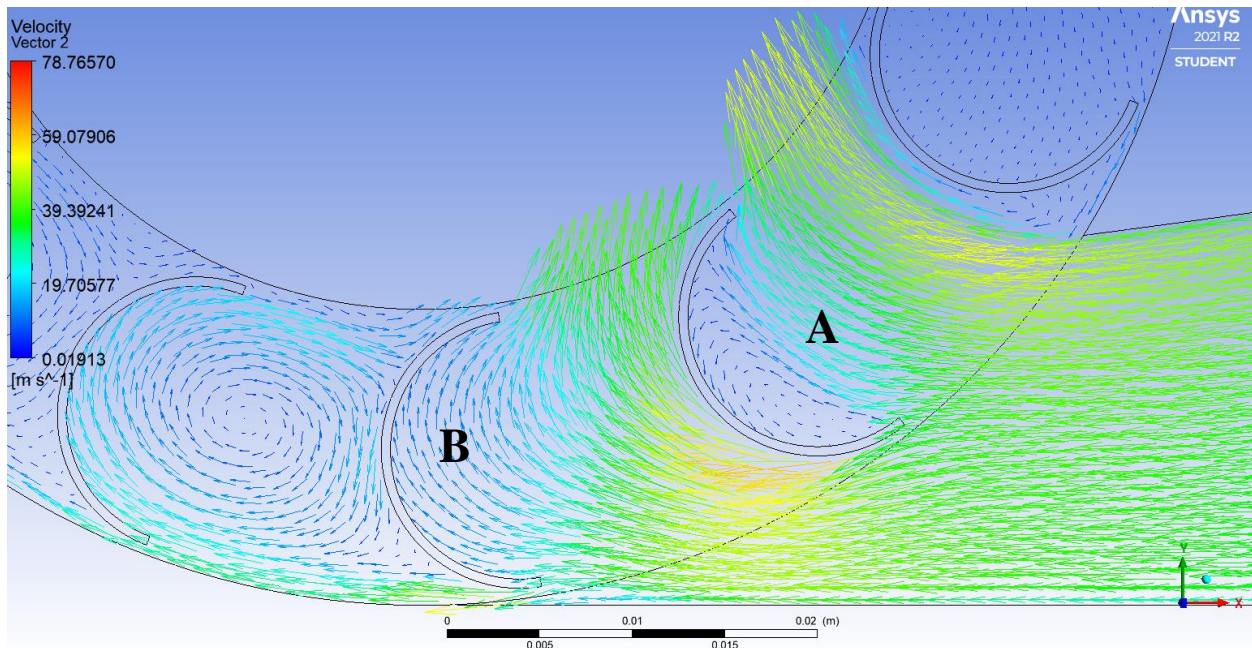 Velocity
Vector 2
78.76570
59.07906
39.39241
19.70577
0.01913
[m s^-1]
Ansys
2021 R2
STUDENT
A
B
Y
X
0
0.01
0.02 (m)
0.005
0.015